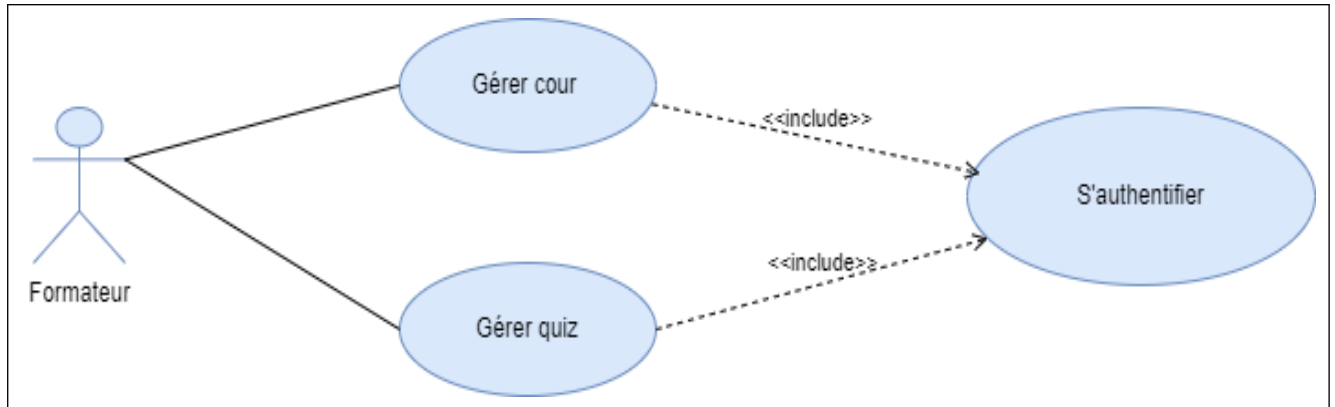 Gérer cour
<<include>>
S'authentifier
Formateur
<<include>>
Gérer quiz